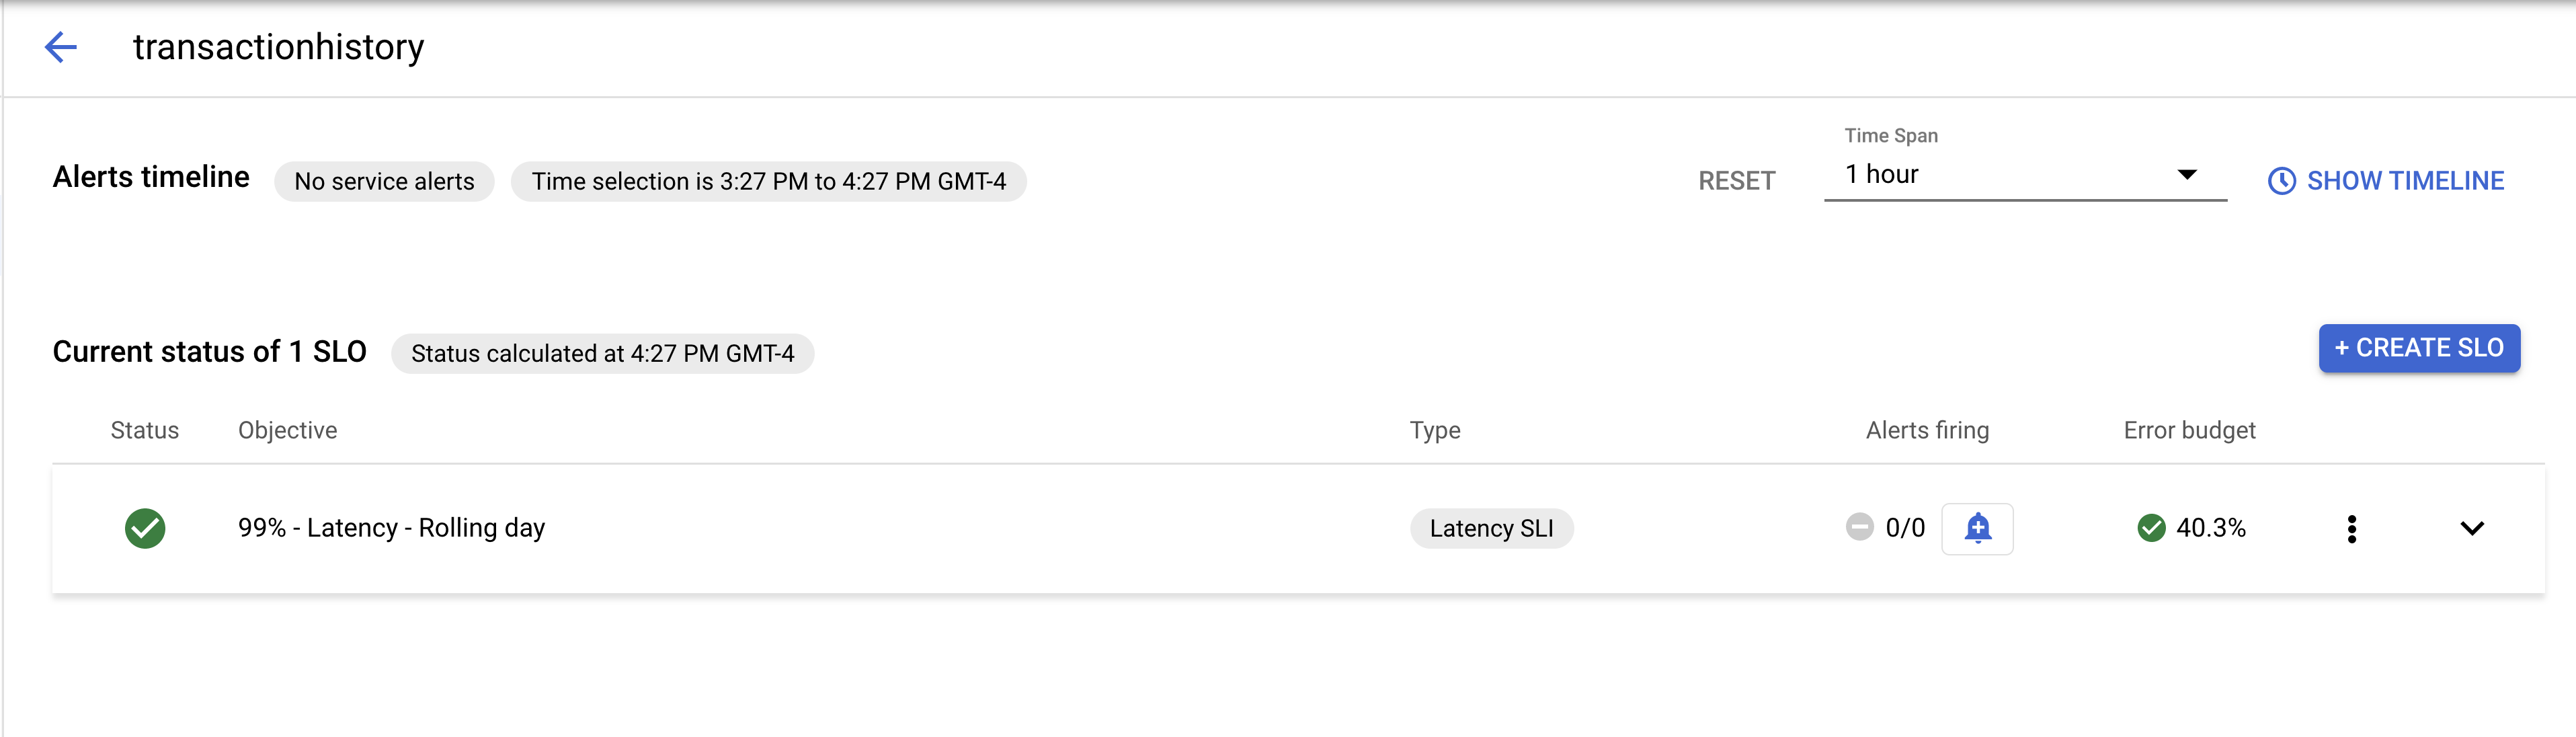 transactionhistory
Time Span
Alerts timeline No service alerts Time selection is 3:27 PM to 4:27 PM GMT-4 RESET 1 hour SHOW TIMELINE
Current status of 1 SLO Status calculated at 4:27 PM GMT-4 + CREATE SLO
Status Objective Type Alerts firing Error budget
99% - Latency - Rolling day Latency SLI 0/0 40.3%